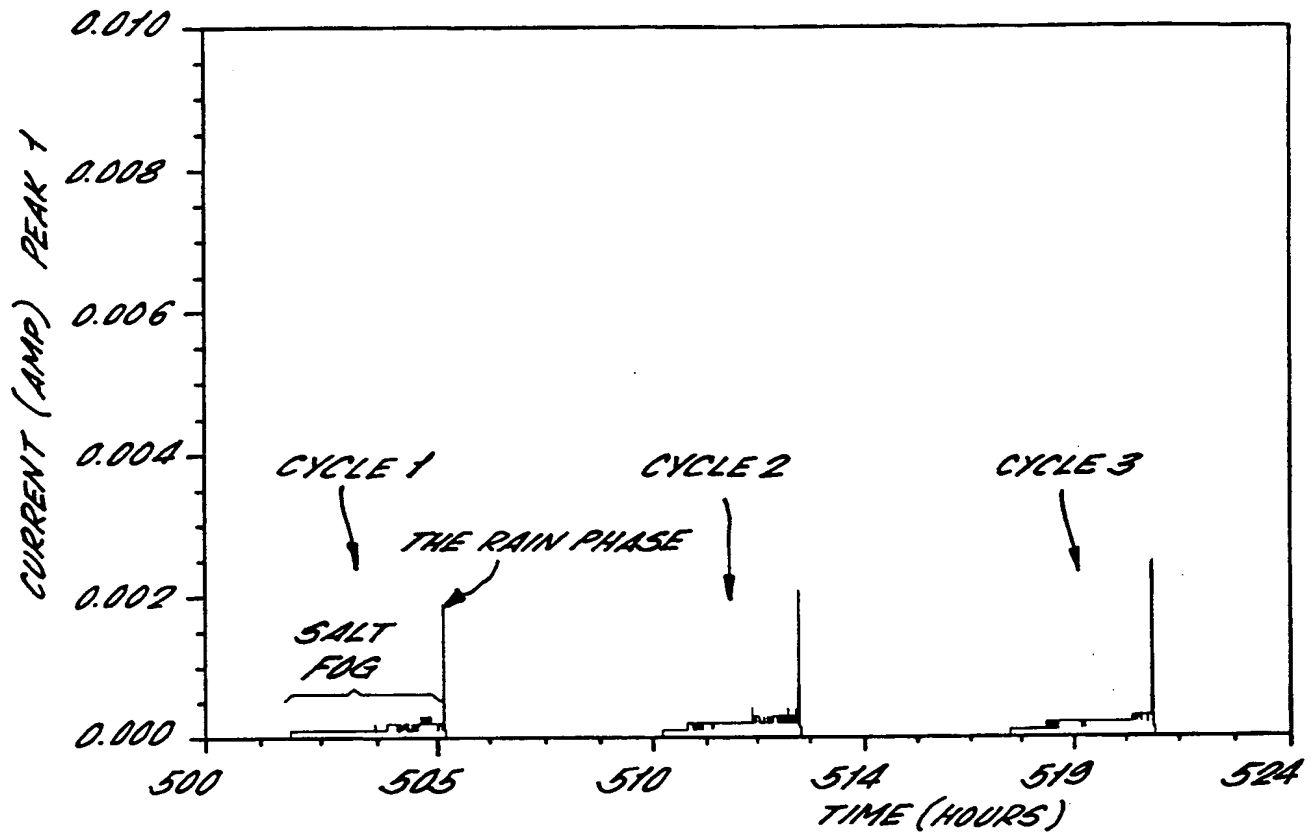 0.010
0.008
0.006
0.004
0.002
0.000
CURRENT (AMP) PEAK 1
CYCLE 1
CYCLE 2
CYCLE 3
THE RAIN PHASE
SALT
FOG
500
505
510
514
519
524
TIME (HOURS)